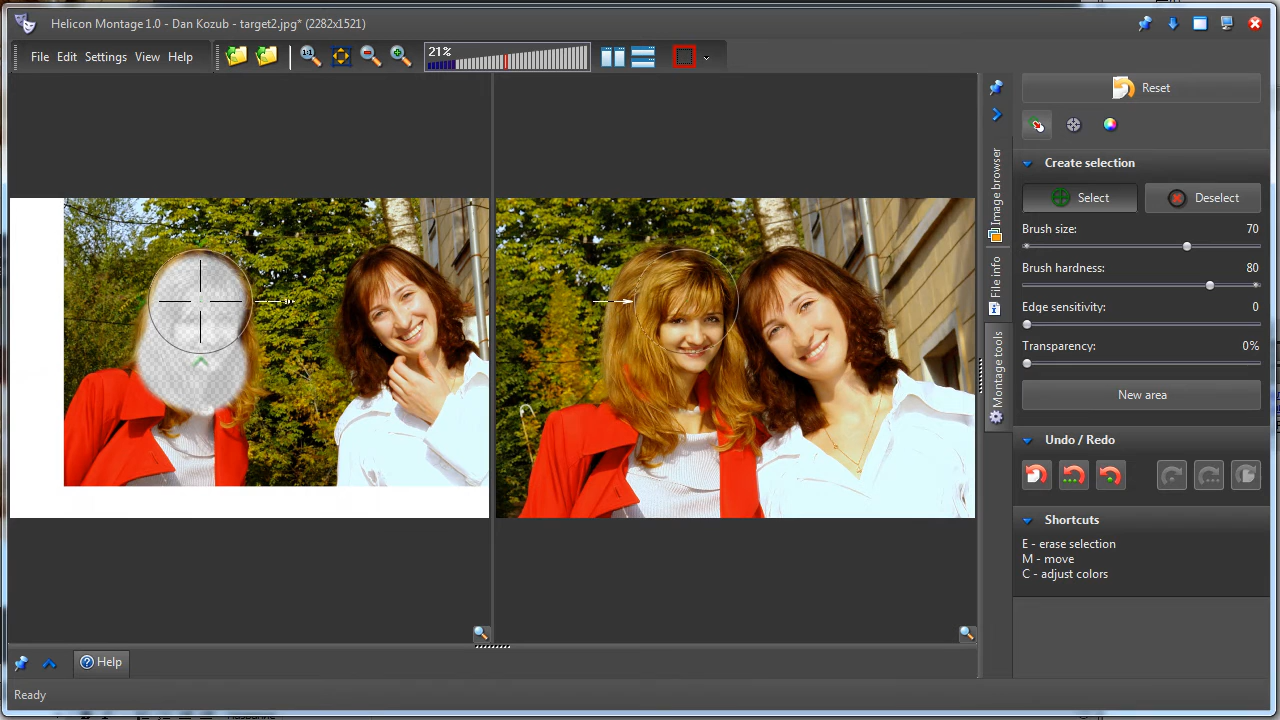 Helicon Montage 1.0 - Dan Kozub - target2.jpg* (2282x1521)
File Edit Settings View Help
1:1
21%
Reset
Create selection
Select Deselect
Brush size: 70
Brush hardness: 80
Edge sensitivity: 0
Transparency: 0%
New area
Undo / Redo
Shortcuts
E - erase selection
M - move
C - adjust colors
Image browser
File info
Montage tools
Help
Ready